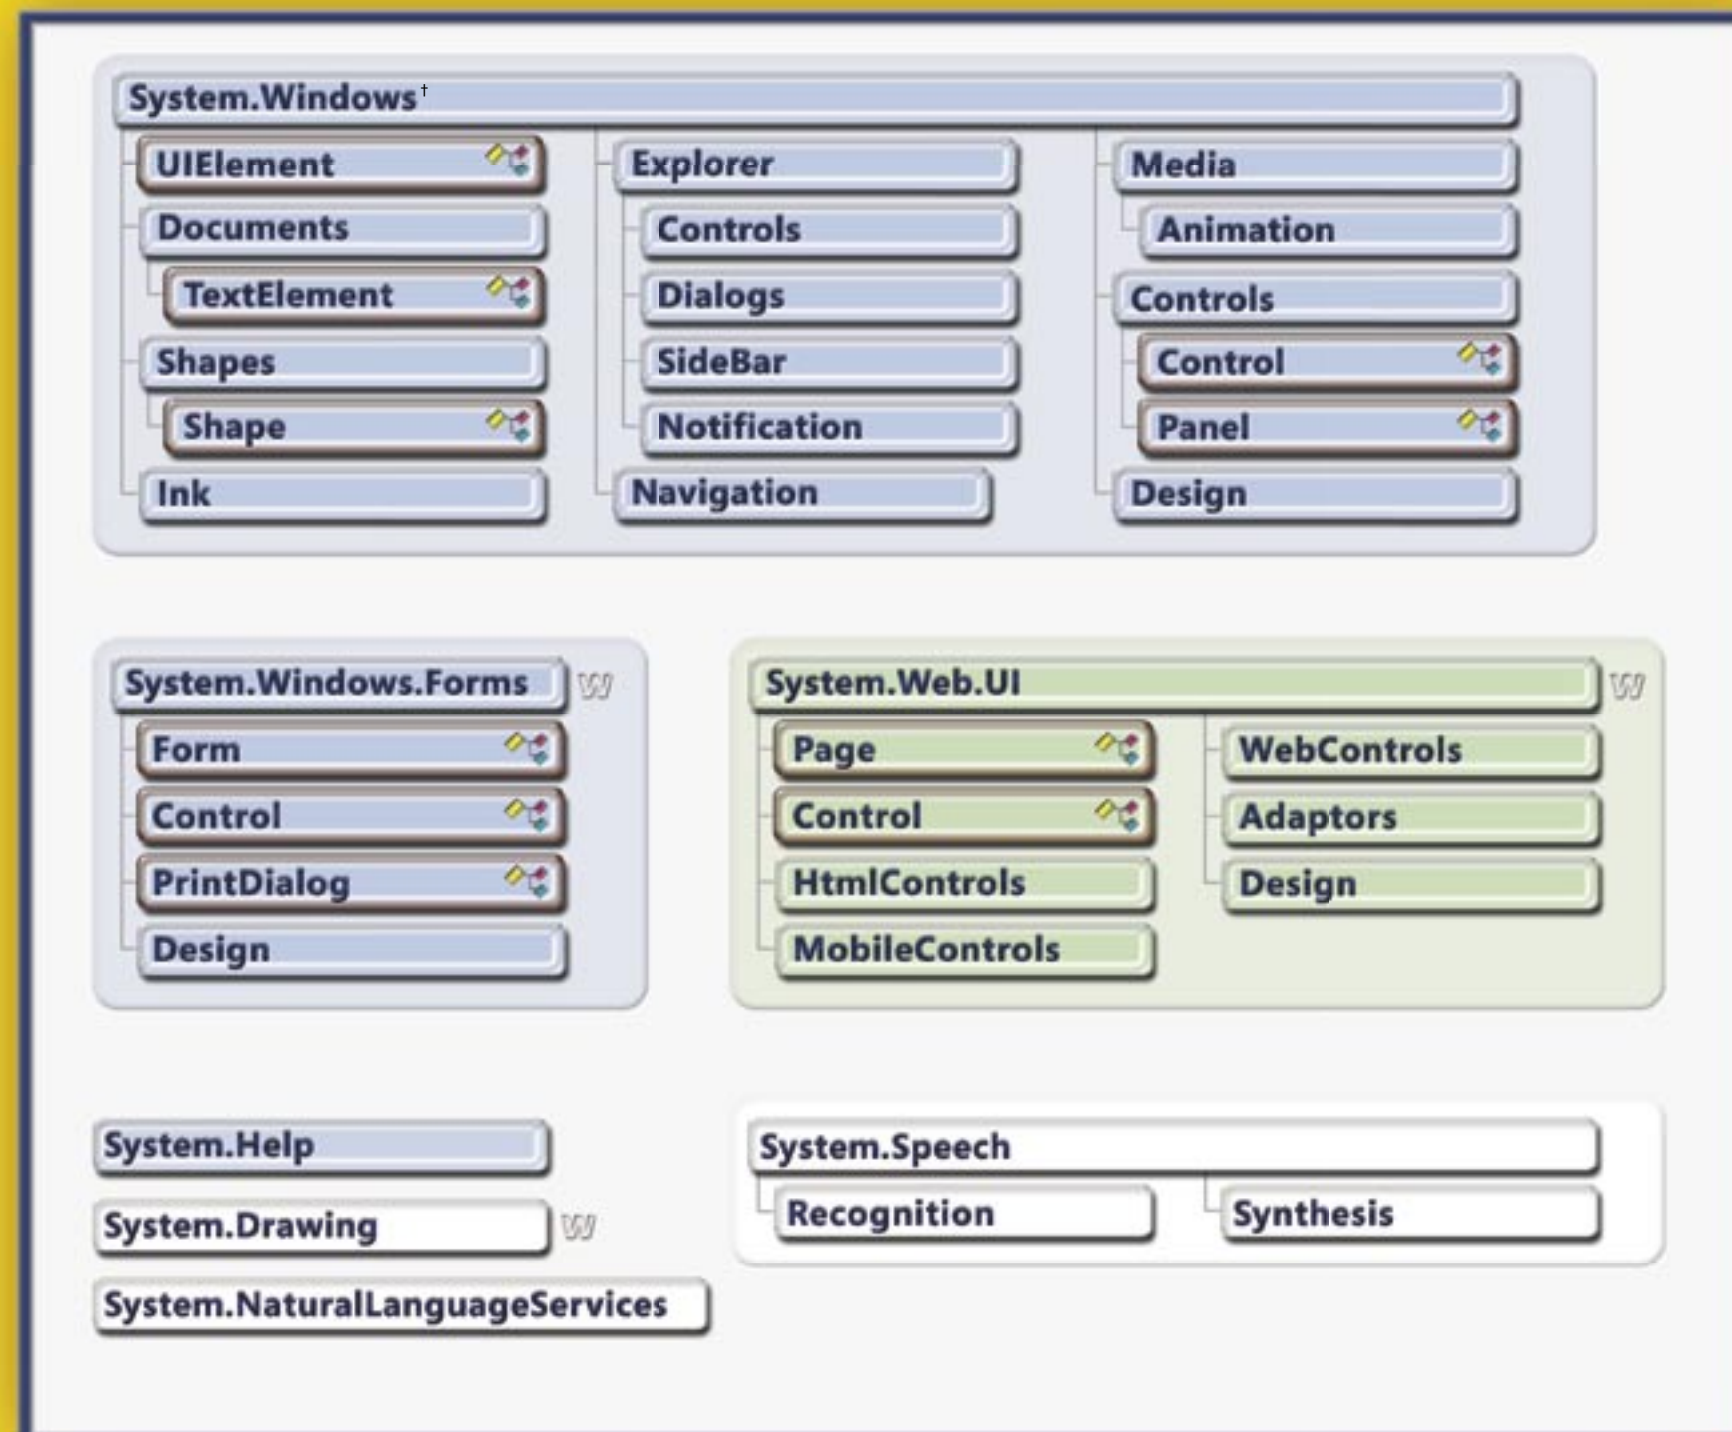 System.Windows†
UIElement
Documents
TextElement
Shapes
Shape
Ink
Explorer
Controls
Dialogs
SideBar
Notification
Navigation
Media
Animation
Controls
Control
Panel
Design
System.Windows.Forms W
Form
Control
PrintDialog
Design
System.Web.UI W
Page
Control
HtmlControls
MobileControls
WebControls
Adaptors
Design
System.Help
System.Drawing W
System.NaturalLanguageServices
System.Speech
Recognition
Synthesis